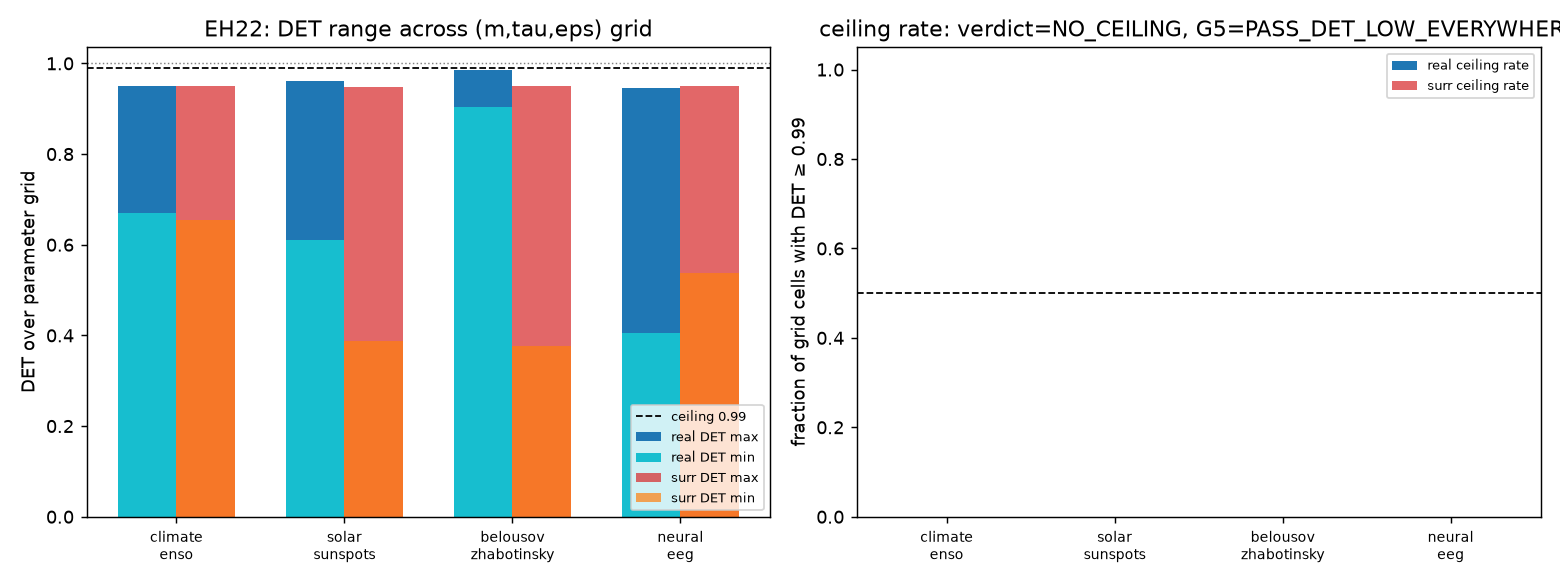 EH22: DET range across (m,tau,eps) grid
DET over parameter grid
1.0
0.8
0.6
0.4
0.2
0.0
climate
enso
solar
sunspots
belousov
zhabotinsky
neural
eeg
ceiling 0.99
real DET max
real DET min
surr DET max
surr DET min
ceiling rate: verdict=NO_CEILING, G5=PASS_DET_LOW_EVERYWHER
fraction of grid cells with DET ≥ 0.99
1.0
0.8
0.6
0.4
0.2
0.0
climate
enso
solar
sunspots
belousov
zhabotinsky
neural
eeg
real ceiling rate
surr ceiling rate